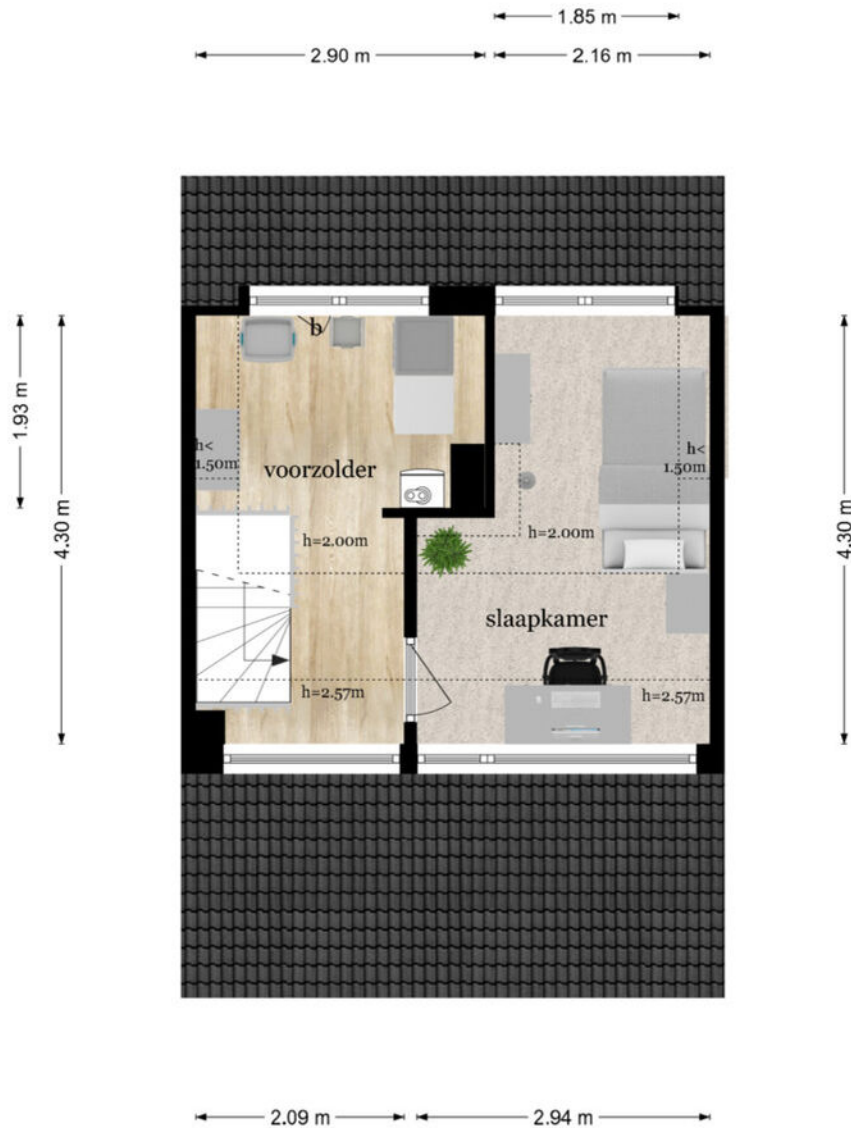 1.85 m
2.90 m
2.16 m
b
1.93 m
4.30 m
4.30 m
h<
1.50m
voorzolder
h<
1.50m
h=2.00m
h=2.00m
slaapkamer
h=2.57m
h=2.57m
2.09 m
2.94 m